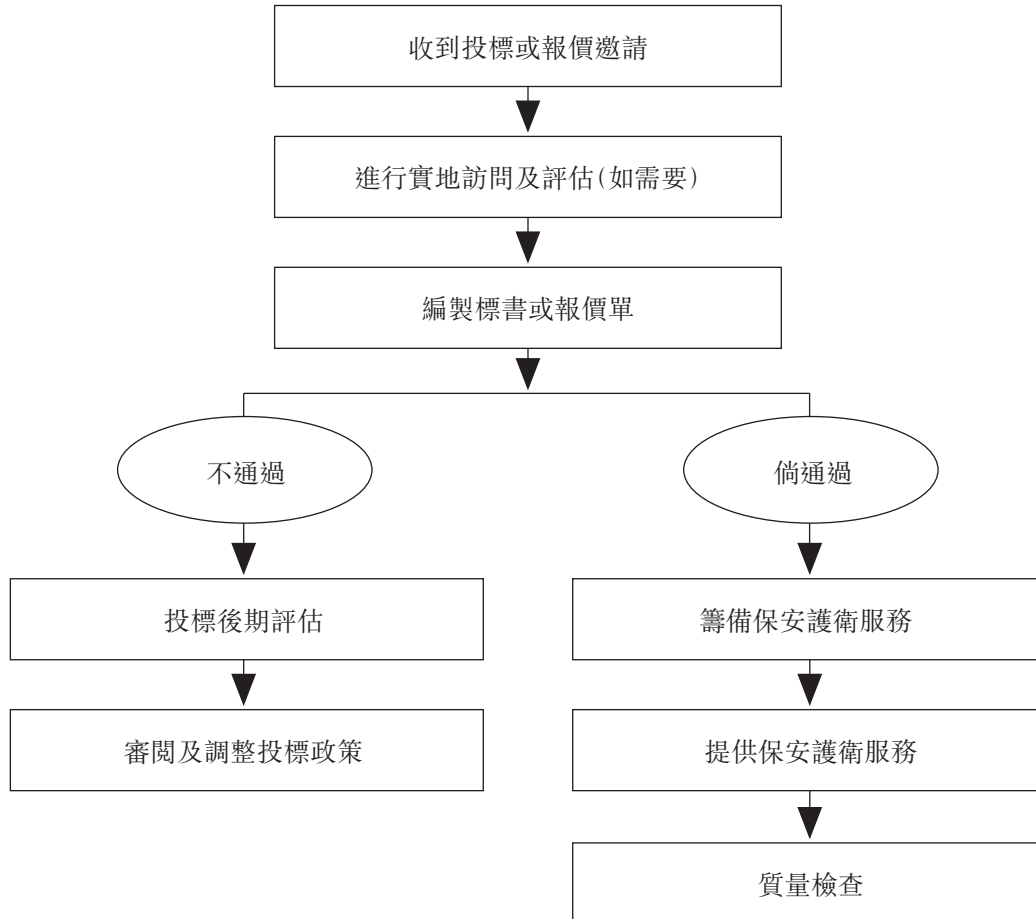 收到投標或報價邀請
進行實地訪問及評估(如需要)
編製標書或報價單
不通過
倘通過
投標後期評估
籌備保安護衛服務
審閱及調整投標政策
提供保安護衛服務
質量檢查